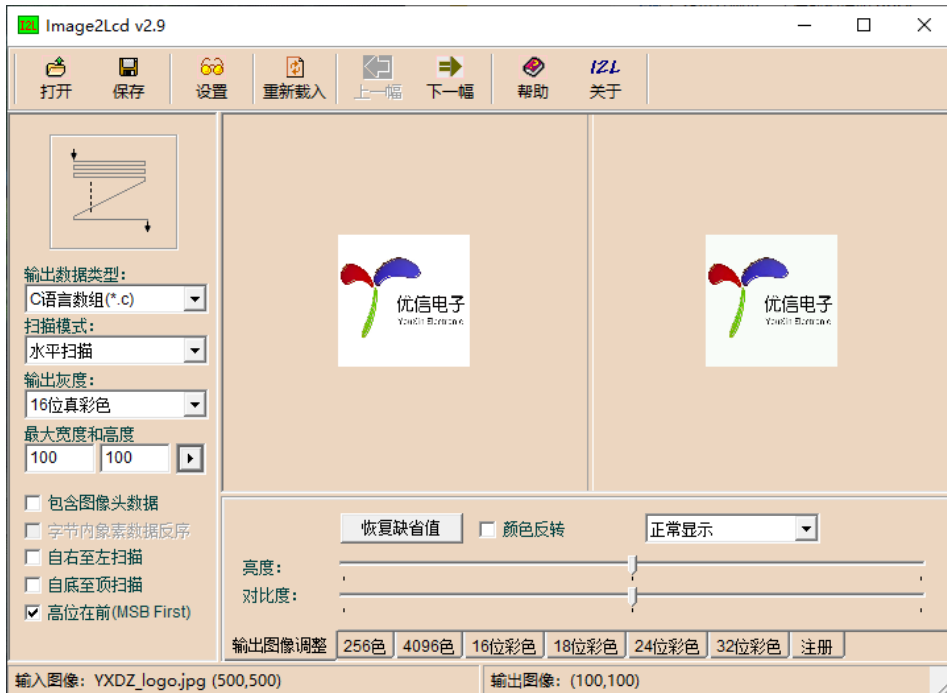 Image2Lcd v2.9
打开 保存 设置 重新载入 上一幅 下一幅 帮助 关于
输出数据类型:
C语言数组(*.c)
扫描模式:
水平扫描
输出灰度:
16位真彩色
最大宽度和高度
100 100
包含图像头数据
字节内象素数据反序
自右至左扫描
自底至顶扫描
高位在前(MSB First)
优信电子
YouXin Electronic
优信电子
YouXin Electronic
恢复缺省值 颜色反转 正常显示
亮度:
对比度:
输出图像调整 256色 4096色 16位彩色 18位彩色 24位彩色 32位彩色 注册
输入图像: YXDZ_logo.jpg (500,500) 输出图像: (100,100)